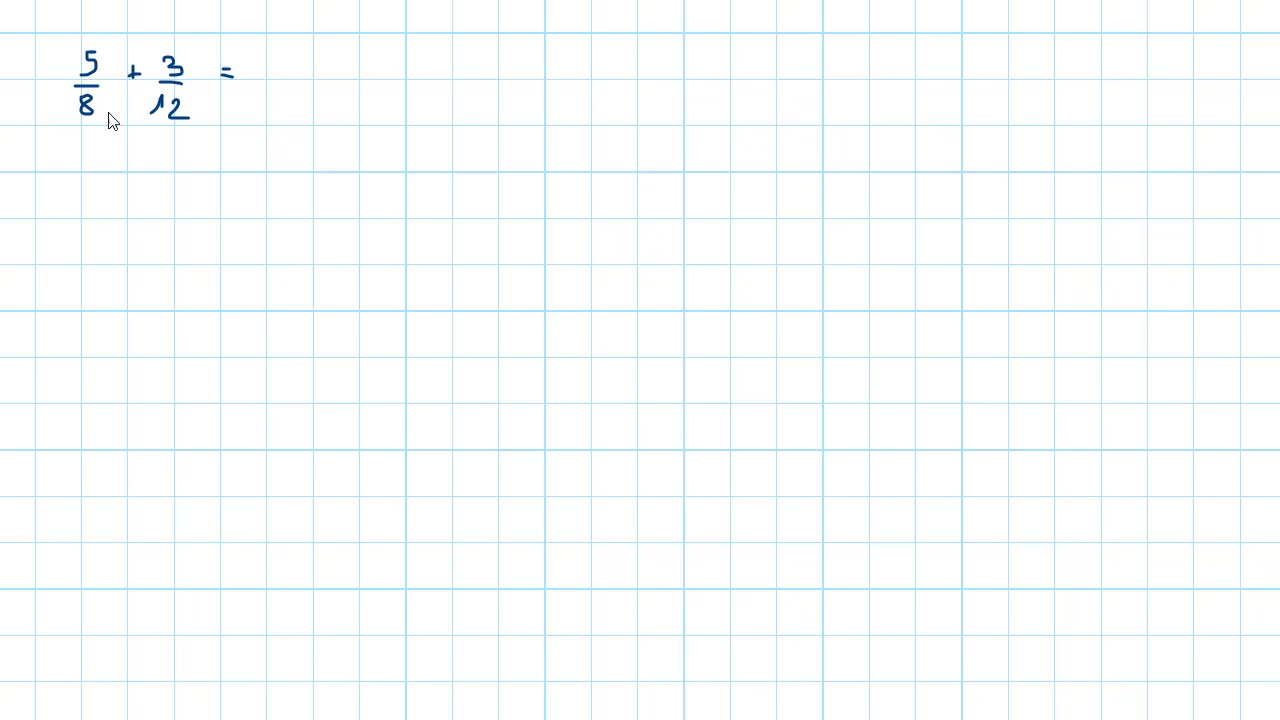 5/8 + 3/12 =